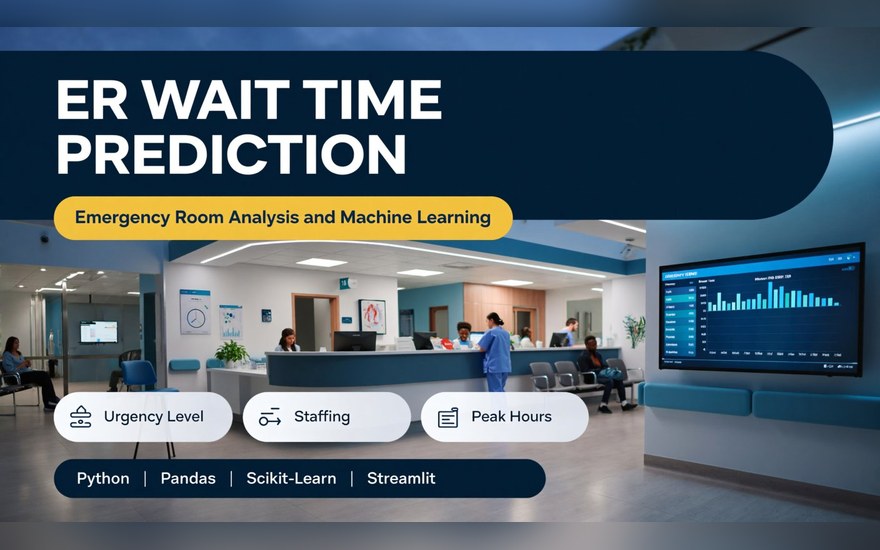 ER WAIT TIME
PREDICTION
Emergency Room Analysis and Machine Learning
Urgency Level
Staffing
Peak Hours
Python | Pandas | Scikit-Learn | Streamlit